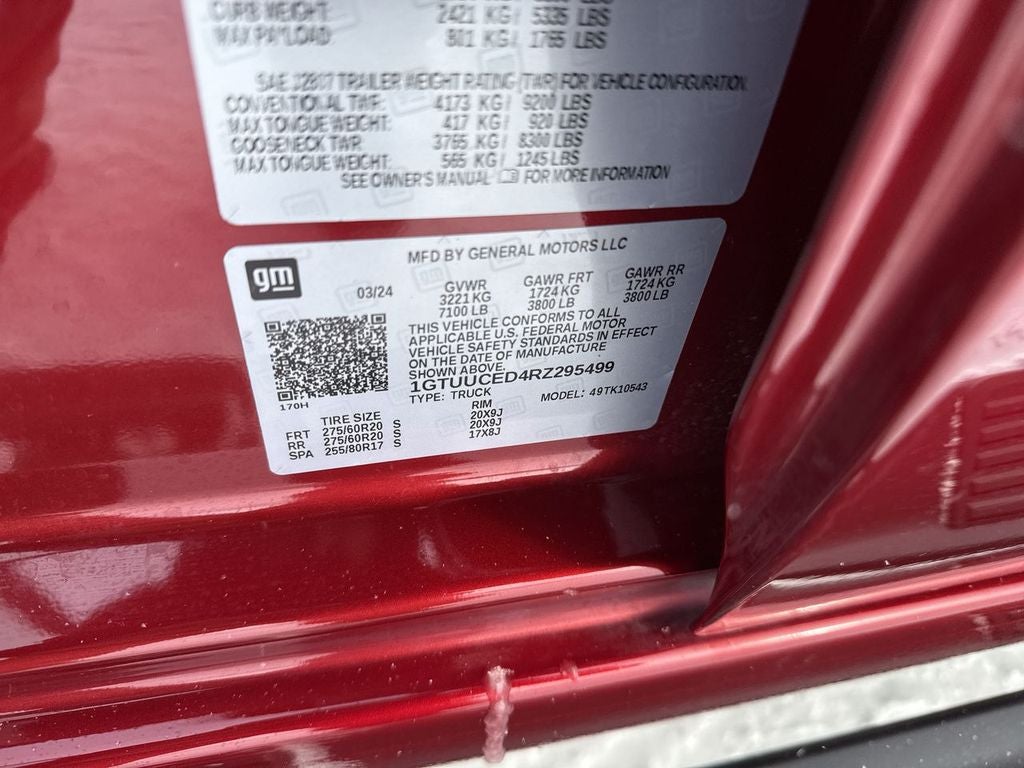 CURB WEIGHT: 2421 KG / 5335 LBS
MAX PAYLOAD 801 KG / 1765 LBS
SAE J2807 TRAILER WEIGHT RATING (TWR) FOR VEHICLE CONFIGURATION
CONVENTIONAL TWR: 4173 KG / 9200 LBS
MAX TONGUE WEIGHT: 417 KG / 920 LBS
GOOSENECK TWR 3765 KG / 8300 LBS
MAX TONGUE WEIGHT: 565 KG / 1245 LBS
SEE OWNER'S MANUAL FOR MORE INFORMATION
gm
MFD BY GENERAL MOTORS LLC
03/24 GVWR GAWR FRT GAWR RR
3221 KG 1724 KG 1724 KG
7100 LB 3800 LB 3800 LB
THIS VEHICLE CONFORMS TO ALL
APPLICABLE U.S. FEDERAL MOTOR
VEHICLE SAFETY STANDARDS IN EFFECT
ON THE DATE OF MANUFACTURE
SHOWN ABOVE.
1GTUUCED4RZ295499
170H
TYPE: TRUCK MODEL: 49TK10543
TIRE SIZE RIM
FRT 275/60R20 S 20X9J
RR 275/60R20 S 20X9J
SPA 255/80R17 S 17X8J